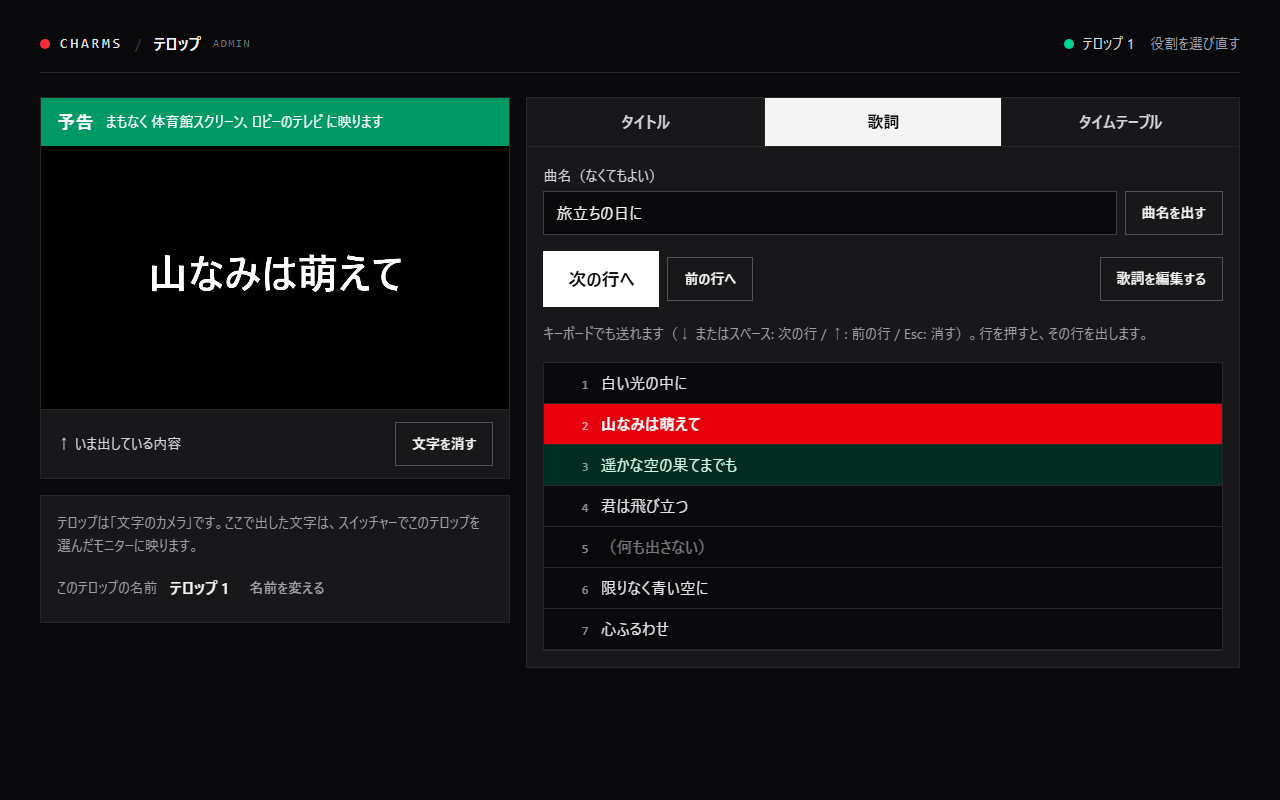 CHARMS / テロップ ADMIN
テロップ 1 役割を選び直す
予告 まもなく 体育館スクリーン、ロビーのテレビ に映ります
山なみは萌えて
↑ いま出している内容
文字を消す
テロップは「文字のカメラ」です。ここで出した文字は、スイッチャーでこのテロップを
選んだモニターに映ります。
このテロップの名前 テロップ 1 名前を変える
タイトル 歌詞 タイムテーブル
曲名（なくてもよい）
旅立ちの日に
曲名を出す
次の行へ 前の行へ 歌詞を編集する
キーボードでも送れます（ ↓ またはスペース: 次の行 / ↑ : 前の行 / Esc: 消す）。行を押すと、その行を出します。
1 白い光の中に
2 山なみは萌えて
3 遥かな空の果てまでも
4 君は飛び立つ
5 （何も出さない）
6 限りなく青い空に
7 心ふるわせ